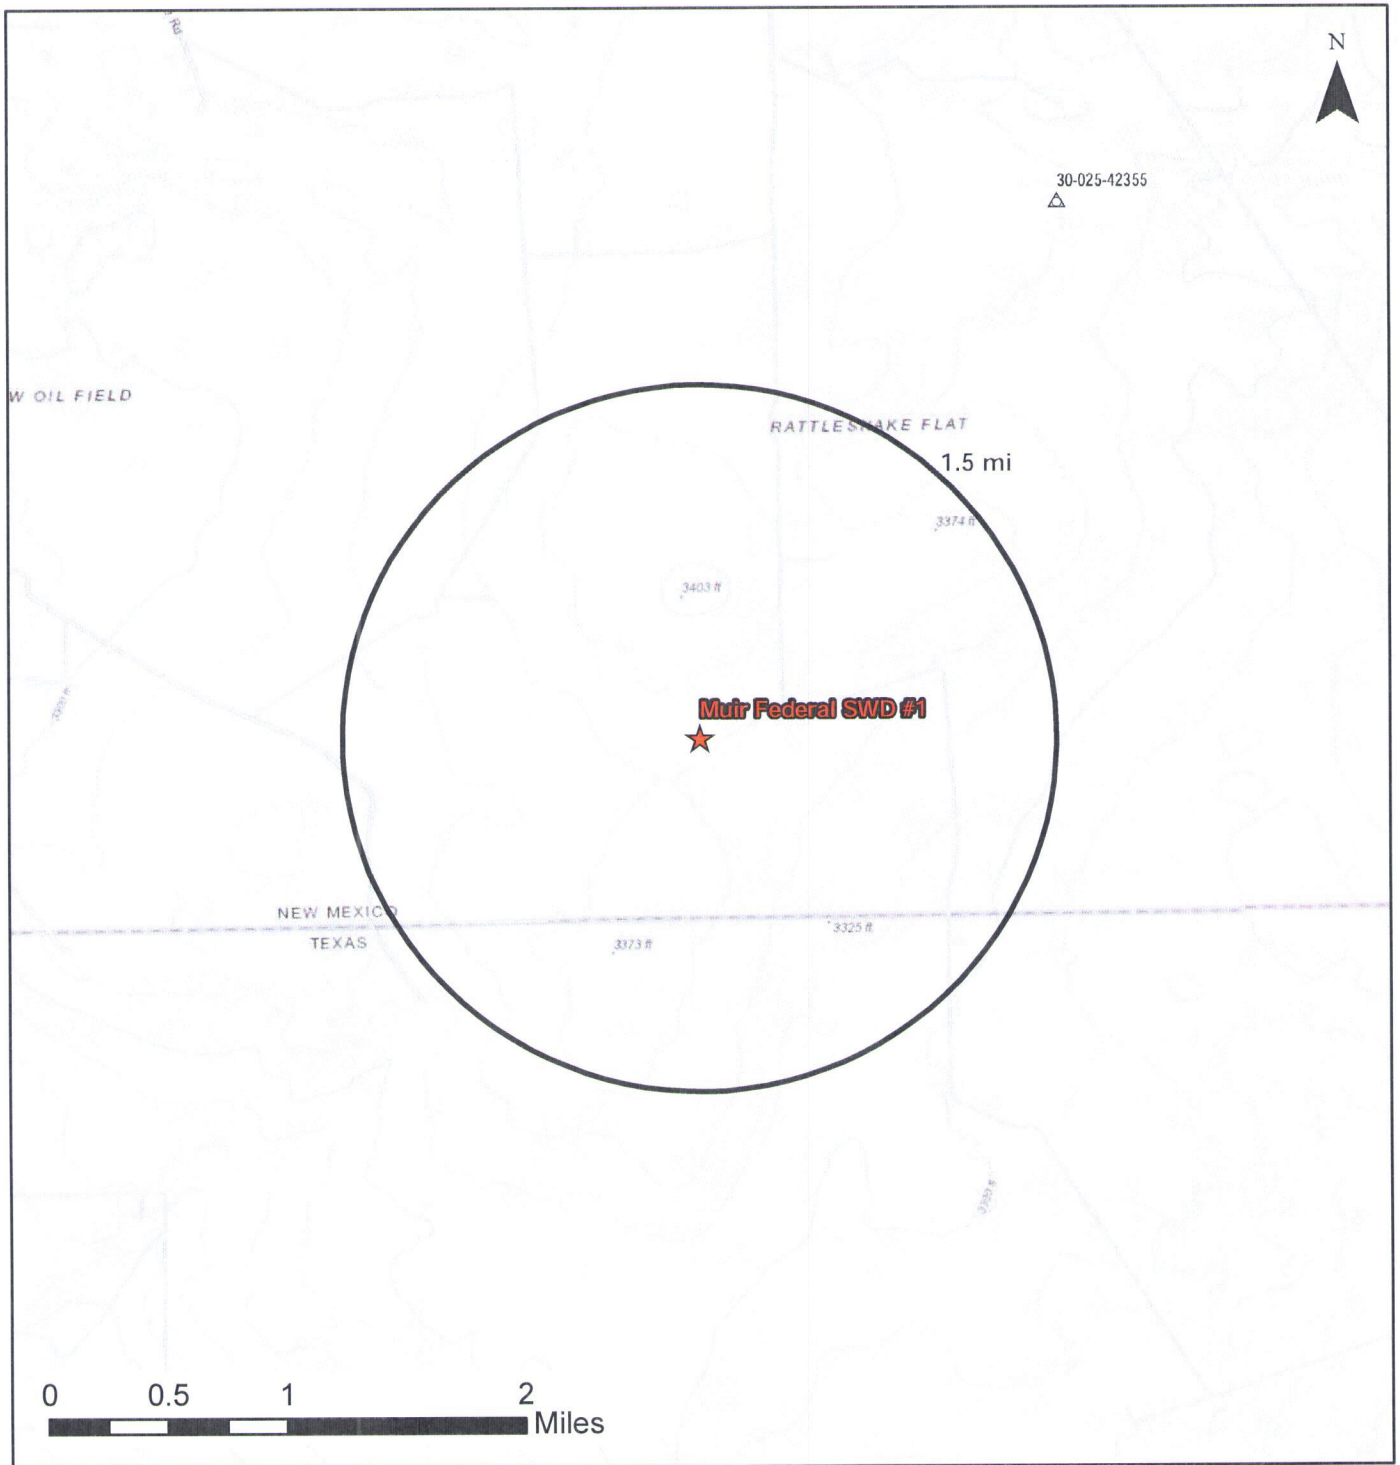 Rd
N
30-025-42355
W OIL FIELD
RATTLESNAKE FLAT
1.5 mi
3374 ft
3403 ft
Muir Federal SWD #1
NEW MEXICO
TEXAS
3325 ft
3373 ft
0 0.5 1 2
Miles